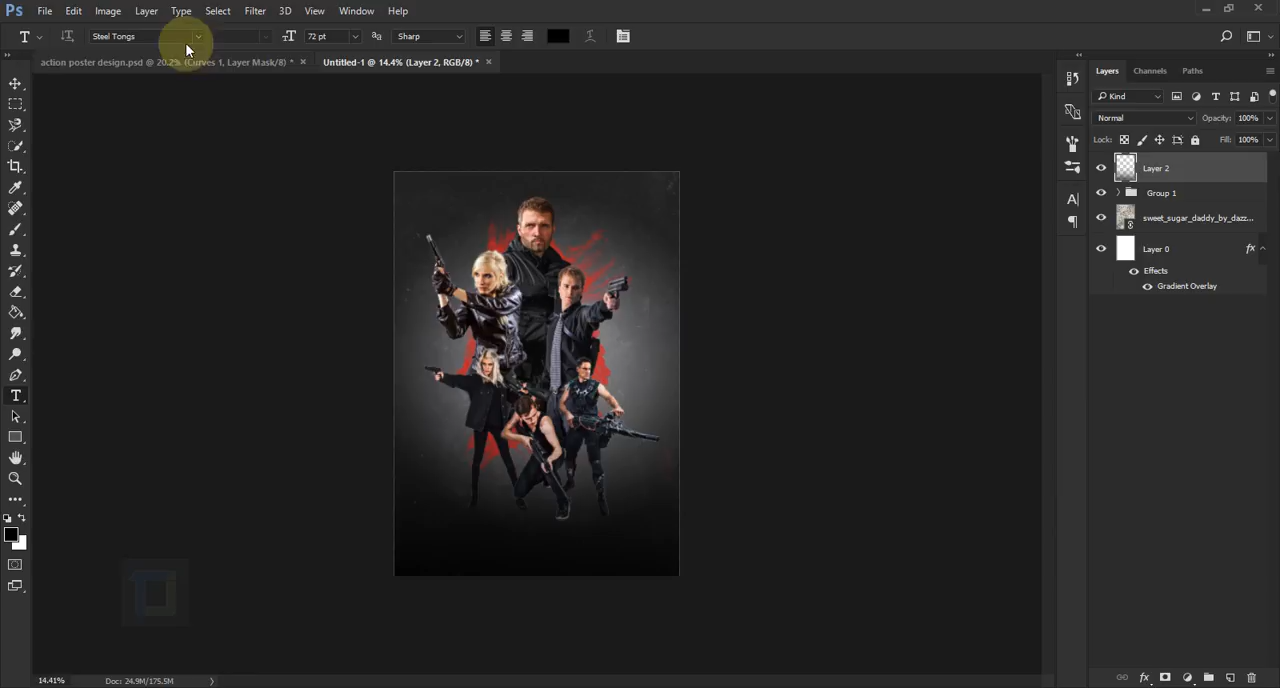 Ps File Edit Image Layer Type Select Filter 3D View Window Help
T Steel Tongs 72 pt aa Sharp
action poster design.psd @ 20.2% (Curves 1, Layer Mask/8) * × Untitled-1 @ 14.4% (Layer 2, RGB/8) * ×
Layers Channels Paths
Kind
Normal Opacity: 100%
Lock: Fill: 100%
Layer 2
Group 1
sweet_sugar_daddy_by_dazz...
Layer 0 fx
Effects
Gradient Overlay
14.41% Doc: 24.9M/175.5M